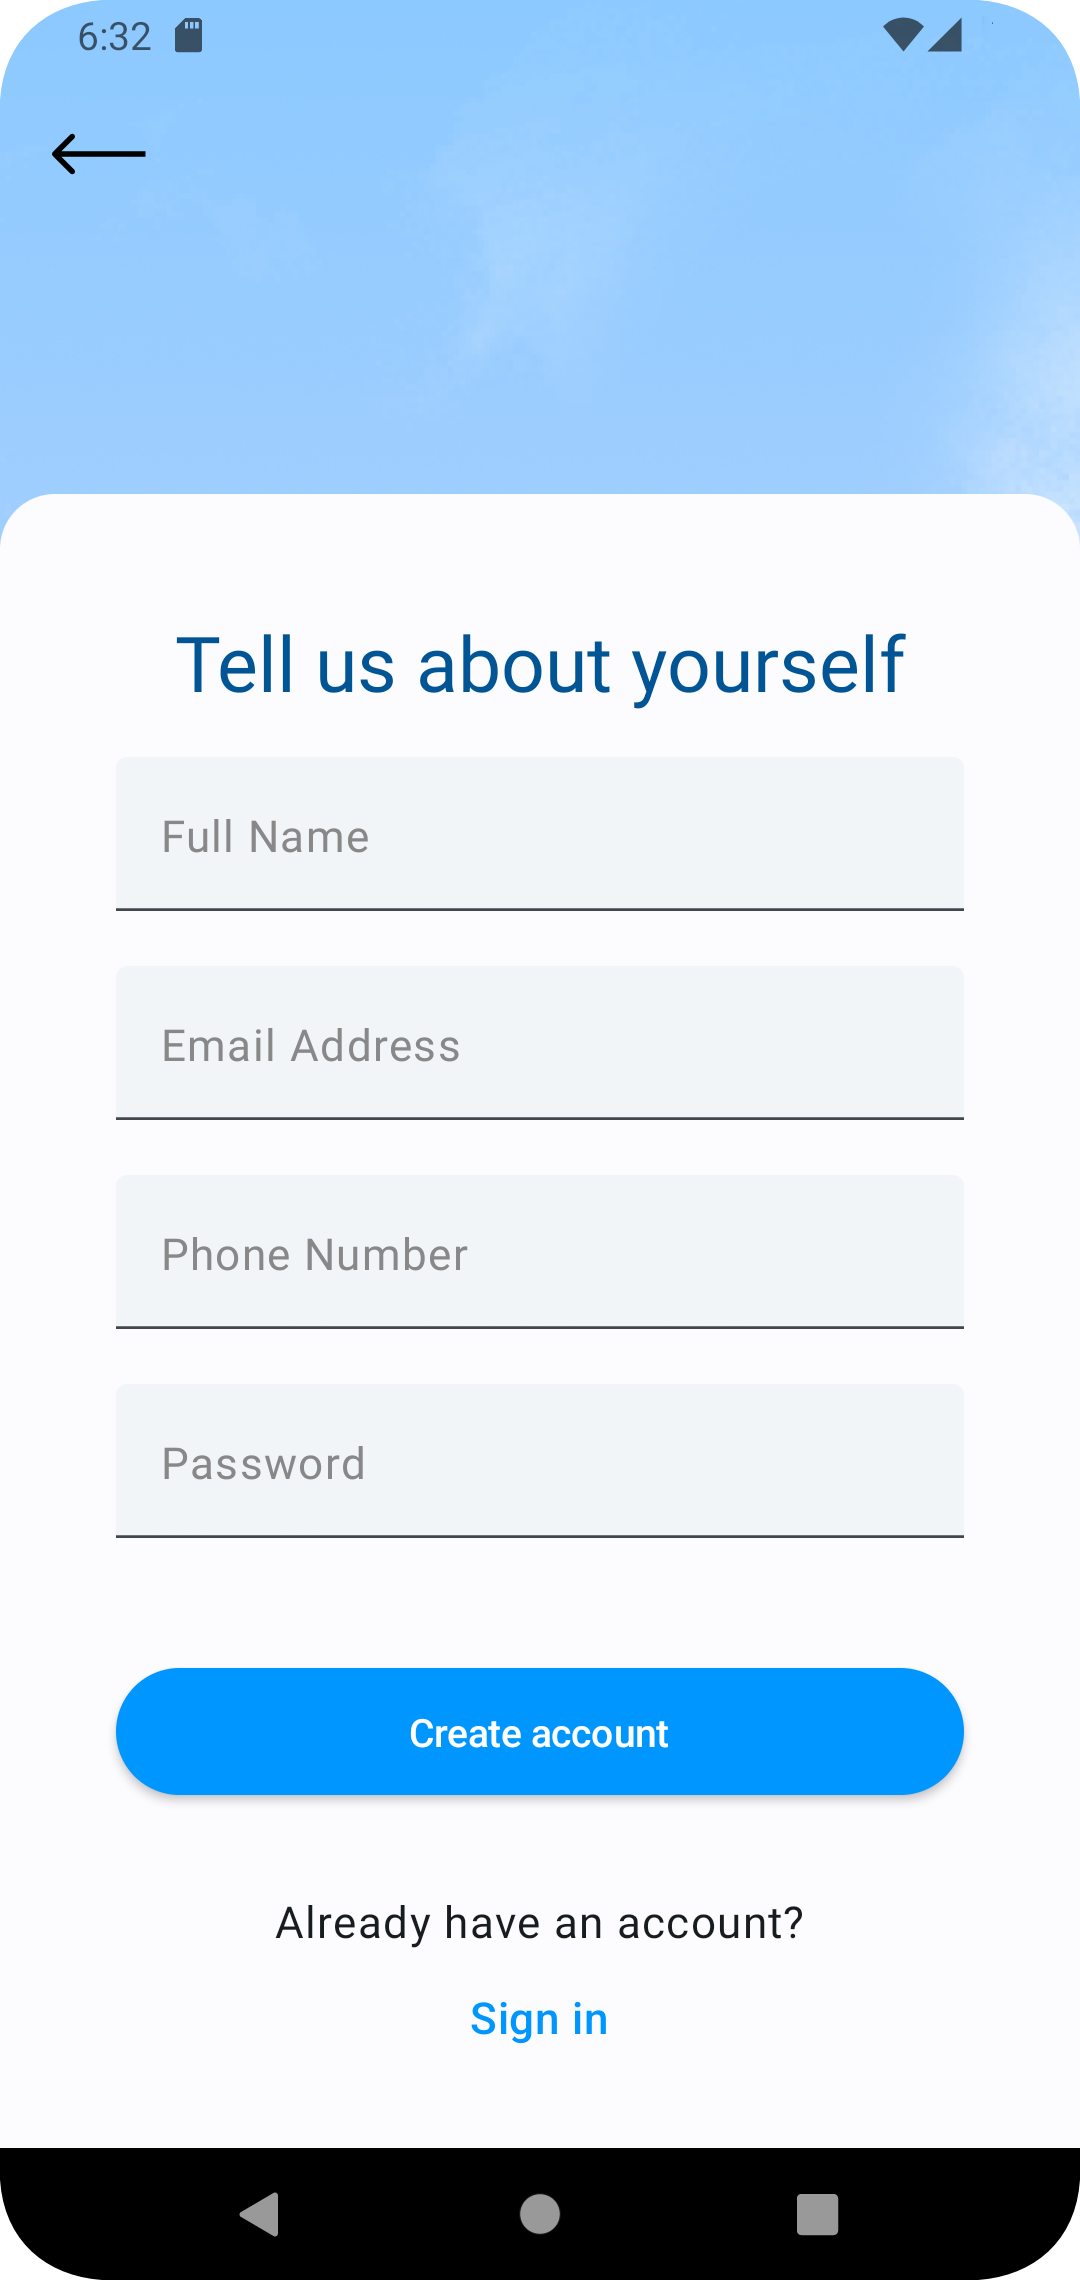 6:32
Tell us about yourself
Full Name
Email Address
Phone Number
Password
Create account
Already have an account?
Sign in